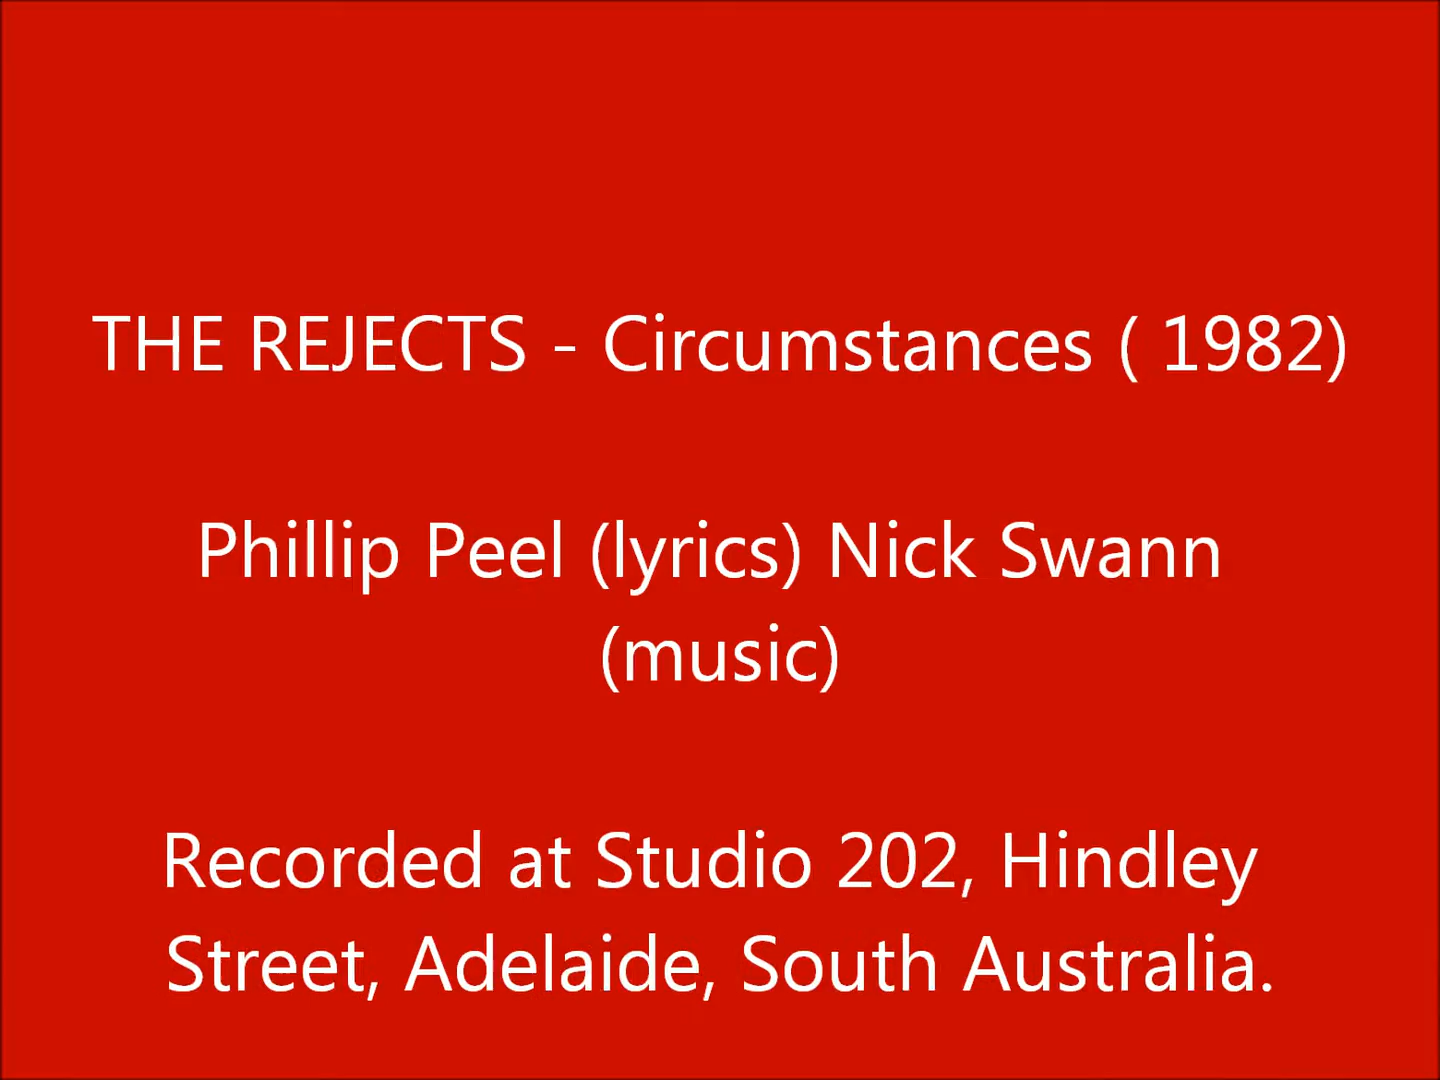 THE REJECTS - Circumstances ( 1982)
Phillip Peel (lyrics) Nick Swann
(music)
Recorded at Studio 202, Hindley
Street, Adelaide, South Australia.